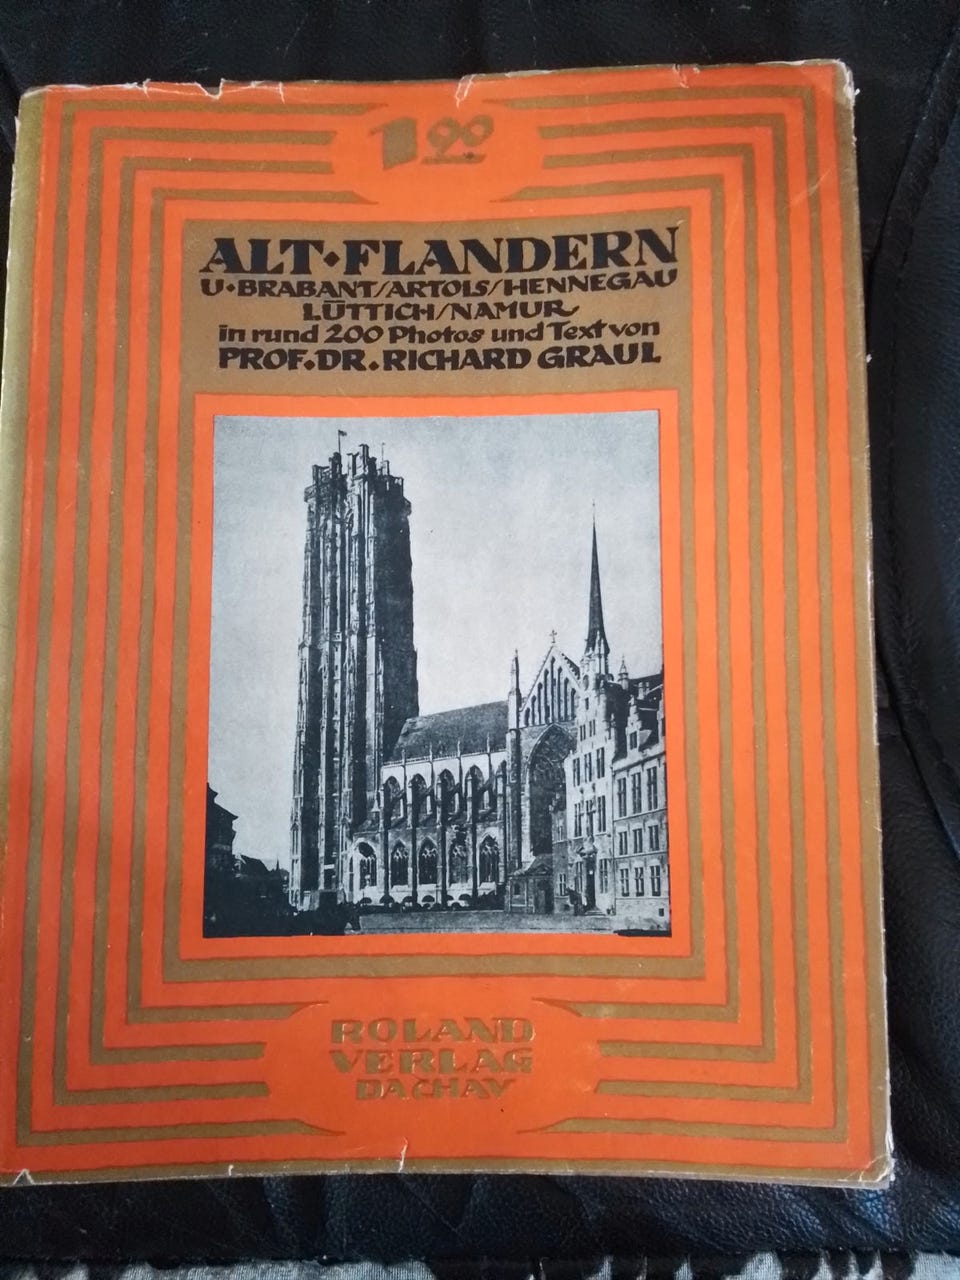 1 90
ALT·FLANDERN
U·BRABANT/ARTOIS/HENNEGAU
LÜTTICH/NAMUR
in rund 200 Photos und Text von
PROF·DR·RICHARD GRAUL
ROLAND
VERLAG
DACHAV